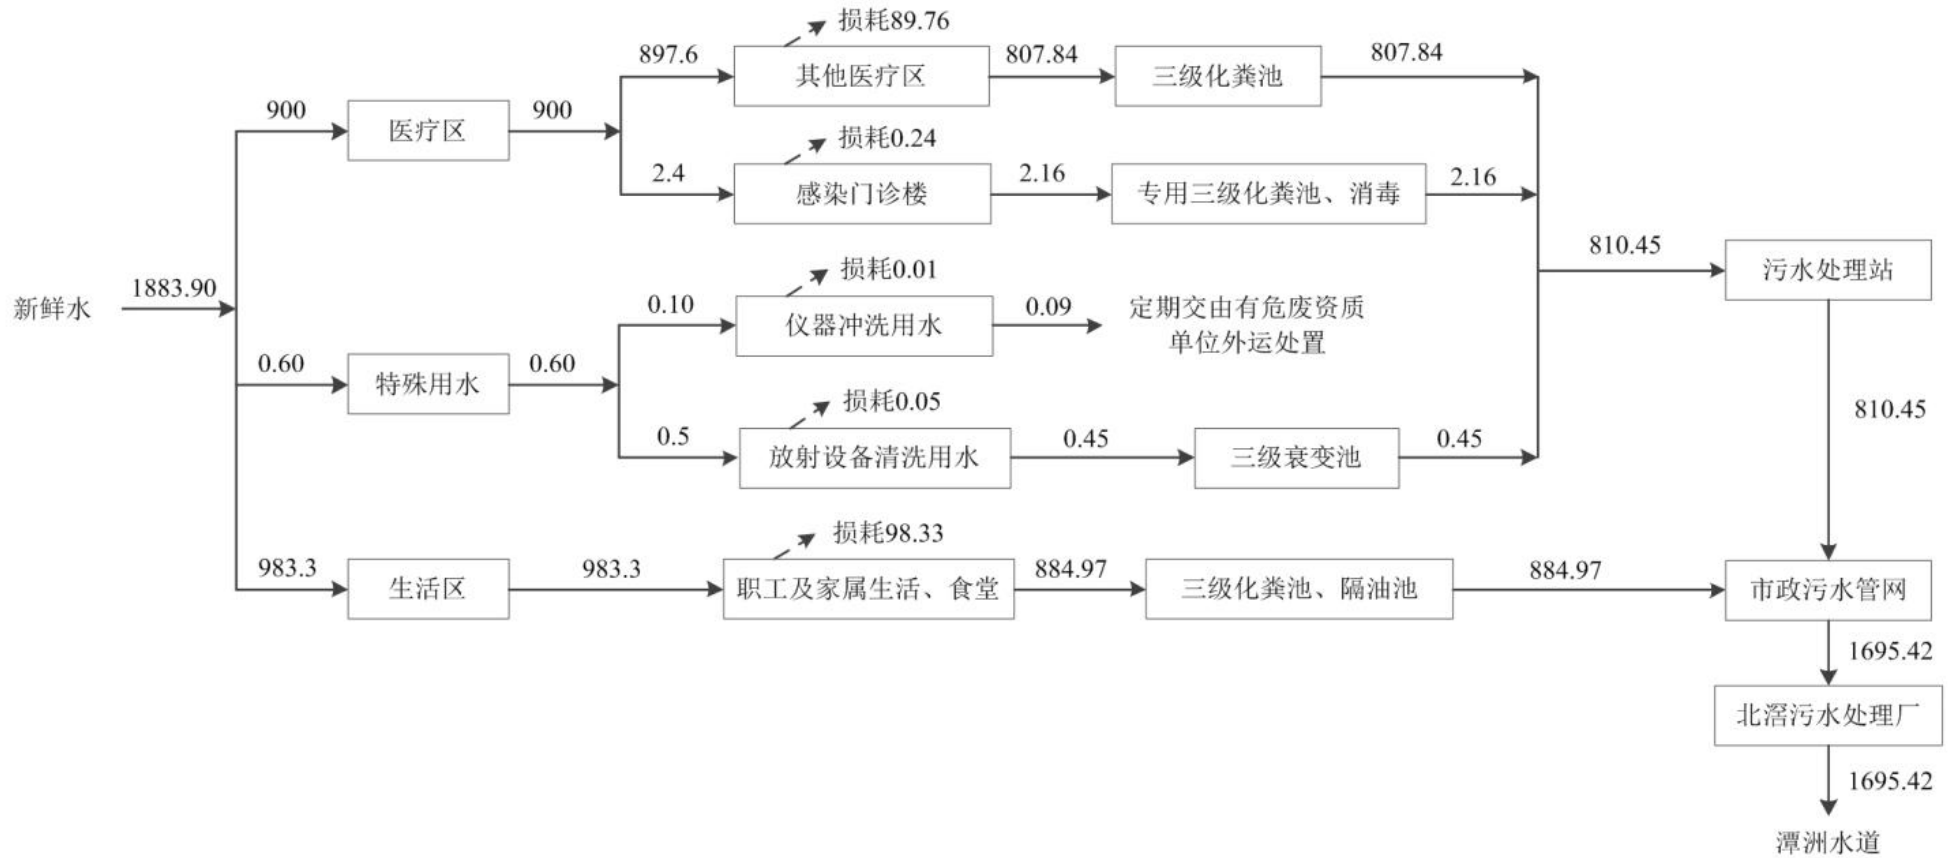 损耗89.76
897.6
其他医疗区
807.84
三级化粪池
807.84
900
医疗区
900
损耗0.24
2.4
感染门诊楼
2.16
专用三级化粪池、消毒
2.16
810.45
污水处理站
新鲜水
1883.90
损耗0.01
0.10
仪器冲洗用水
0.09
定期交由有危废资质
单位外运处置
0.60
特殊用水
0.60
损耗0.05
0.5
放射设备清洗用水
0.45
三级衰变池
0.45
810.45
损耗98.33
983.3
生活区
983.3
职工及家属生活、食堂
884.97
三级化粪池、隔油池
884.97
市政污水管网
1695.42
北滘污水处理厂
1695.42
潭洲水道